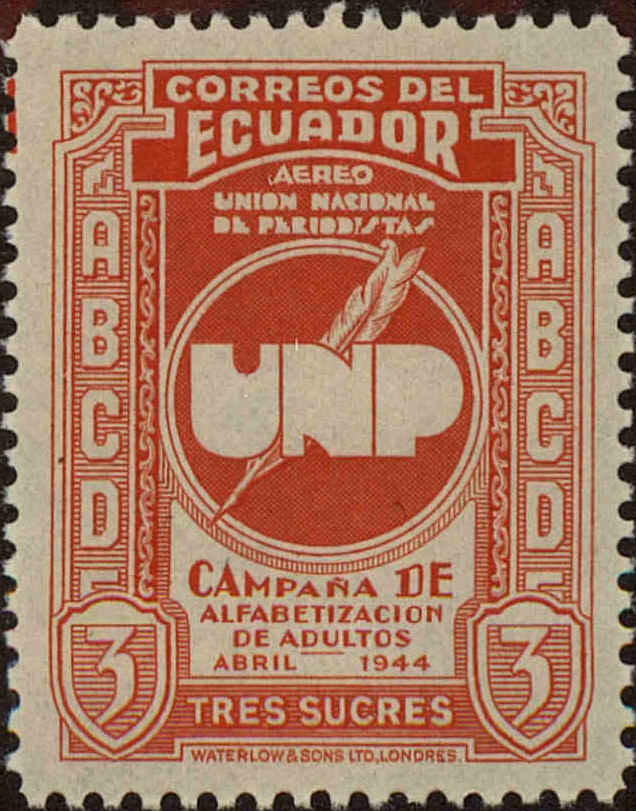 CORREOS DEL
ECUADOR
AEREO
UNION NACIONAL
DE PERIODISTAS
A
B
C
D
E
A
B
C
D
E
UNP
CAMPAÑA DE
ALFABETIZACION
DE ADULTOS
ABRIL — 1944
3
3
TRES SUCRES
WATERLOW & SONS LTD, LONDRES.